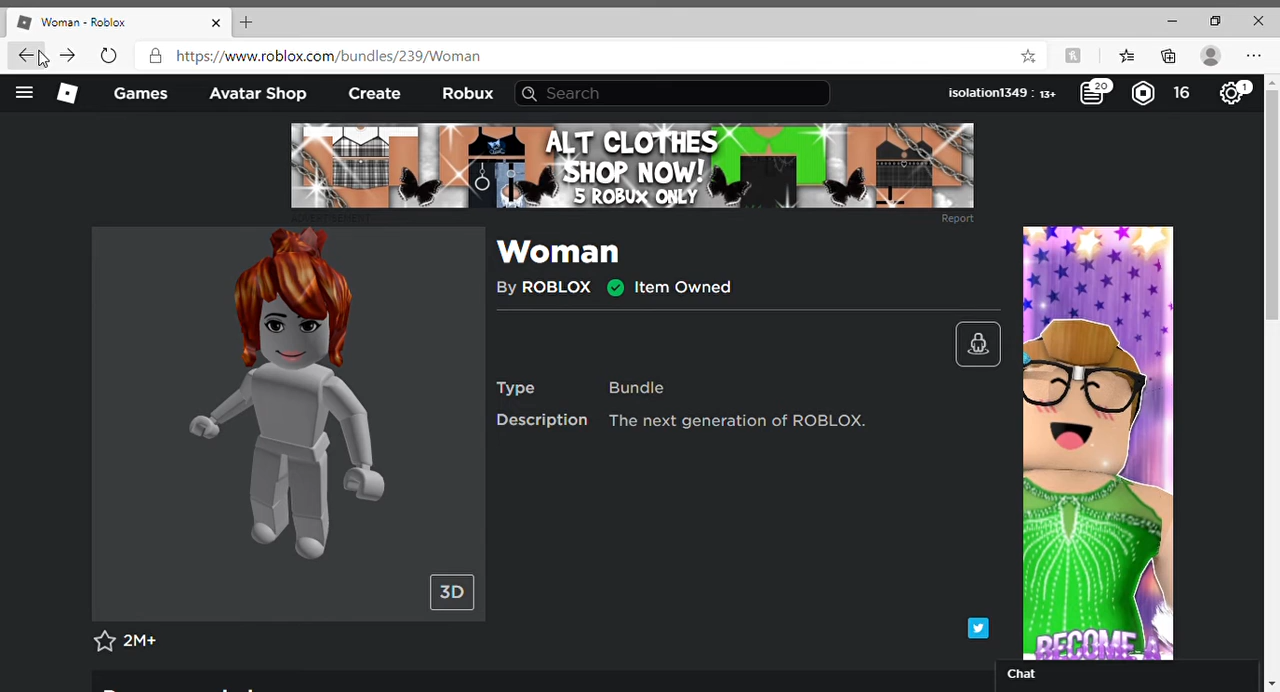 Woman - Roblox
https://www.roblox.com/bundles/239/Woman
Games Avatar Shop Create Robux Search isolation1349 : 13+ 20 16 1
ALT CLOTHES
SHOP NOW!
5 ROBUX ONLY
ADVERTISEMENT Report
Woman
By ROBLOX Item Owned
Type Bundle
Description The next generation of ROBLOX.
3D
2M+
BECOME
Chat